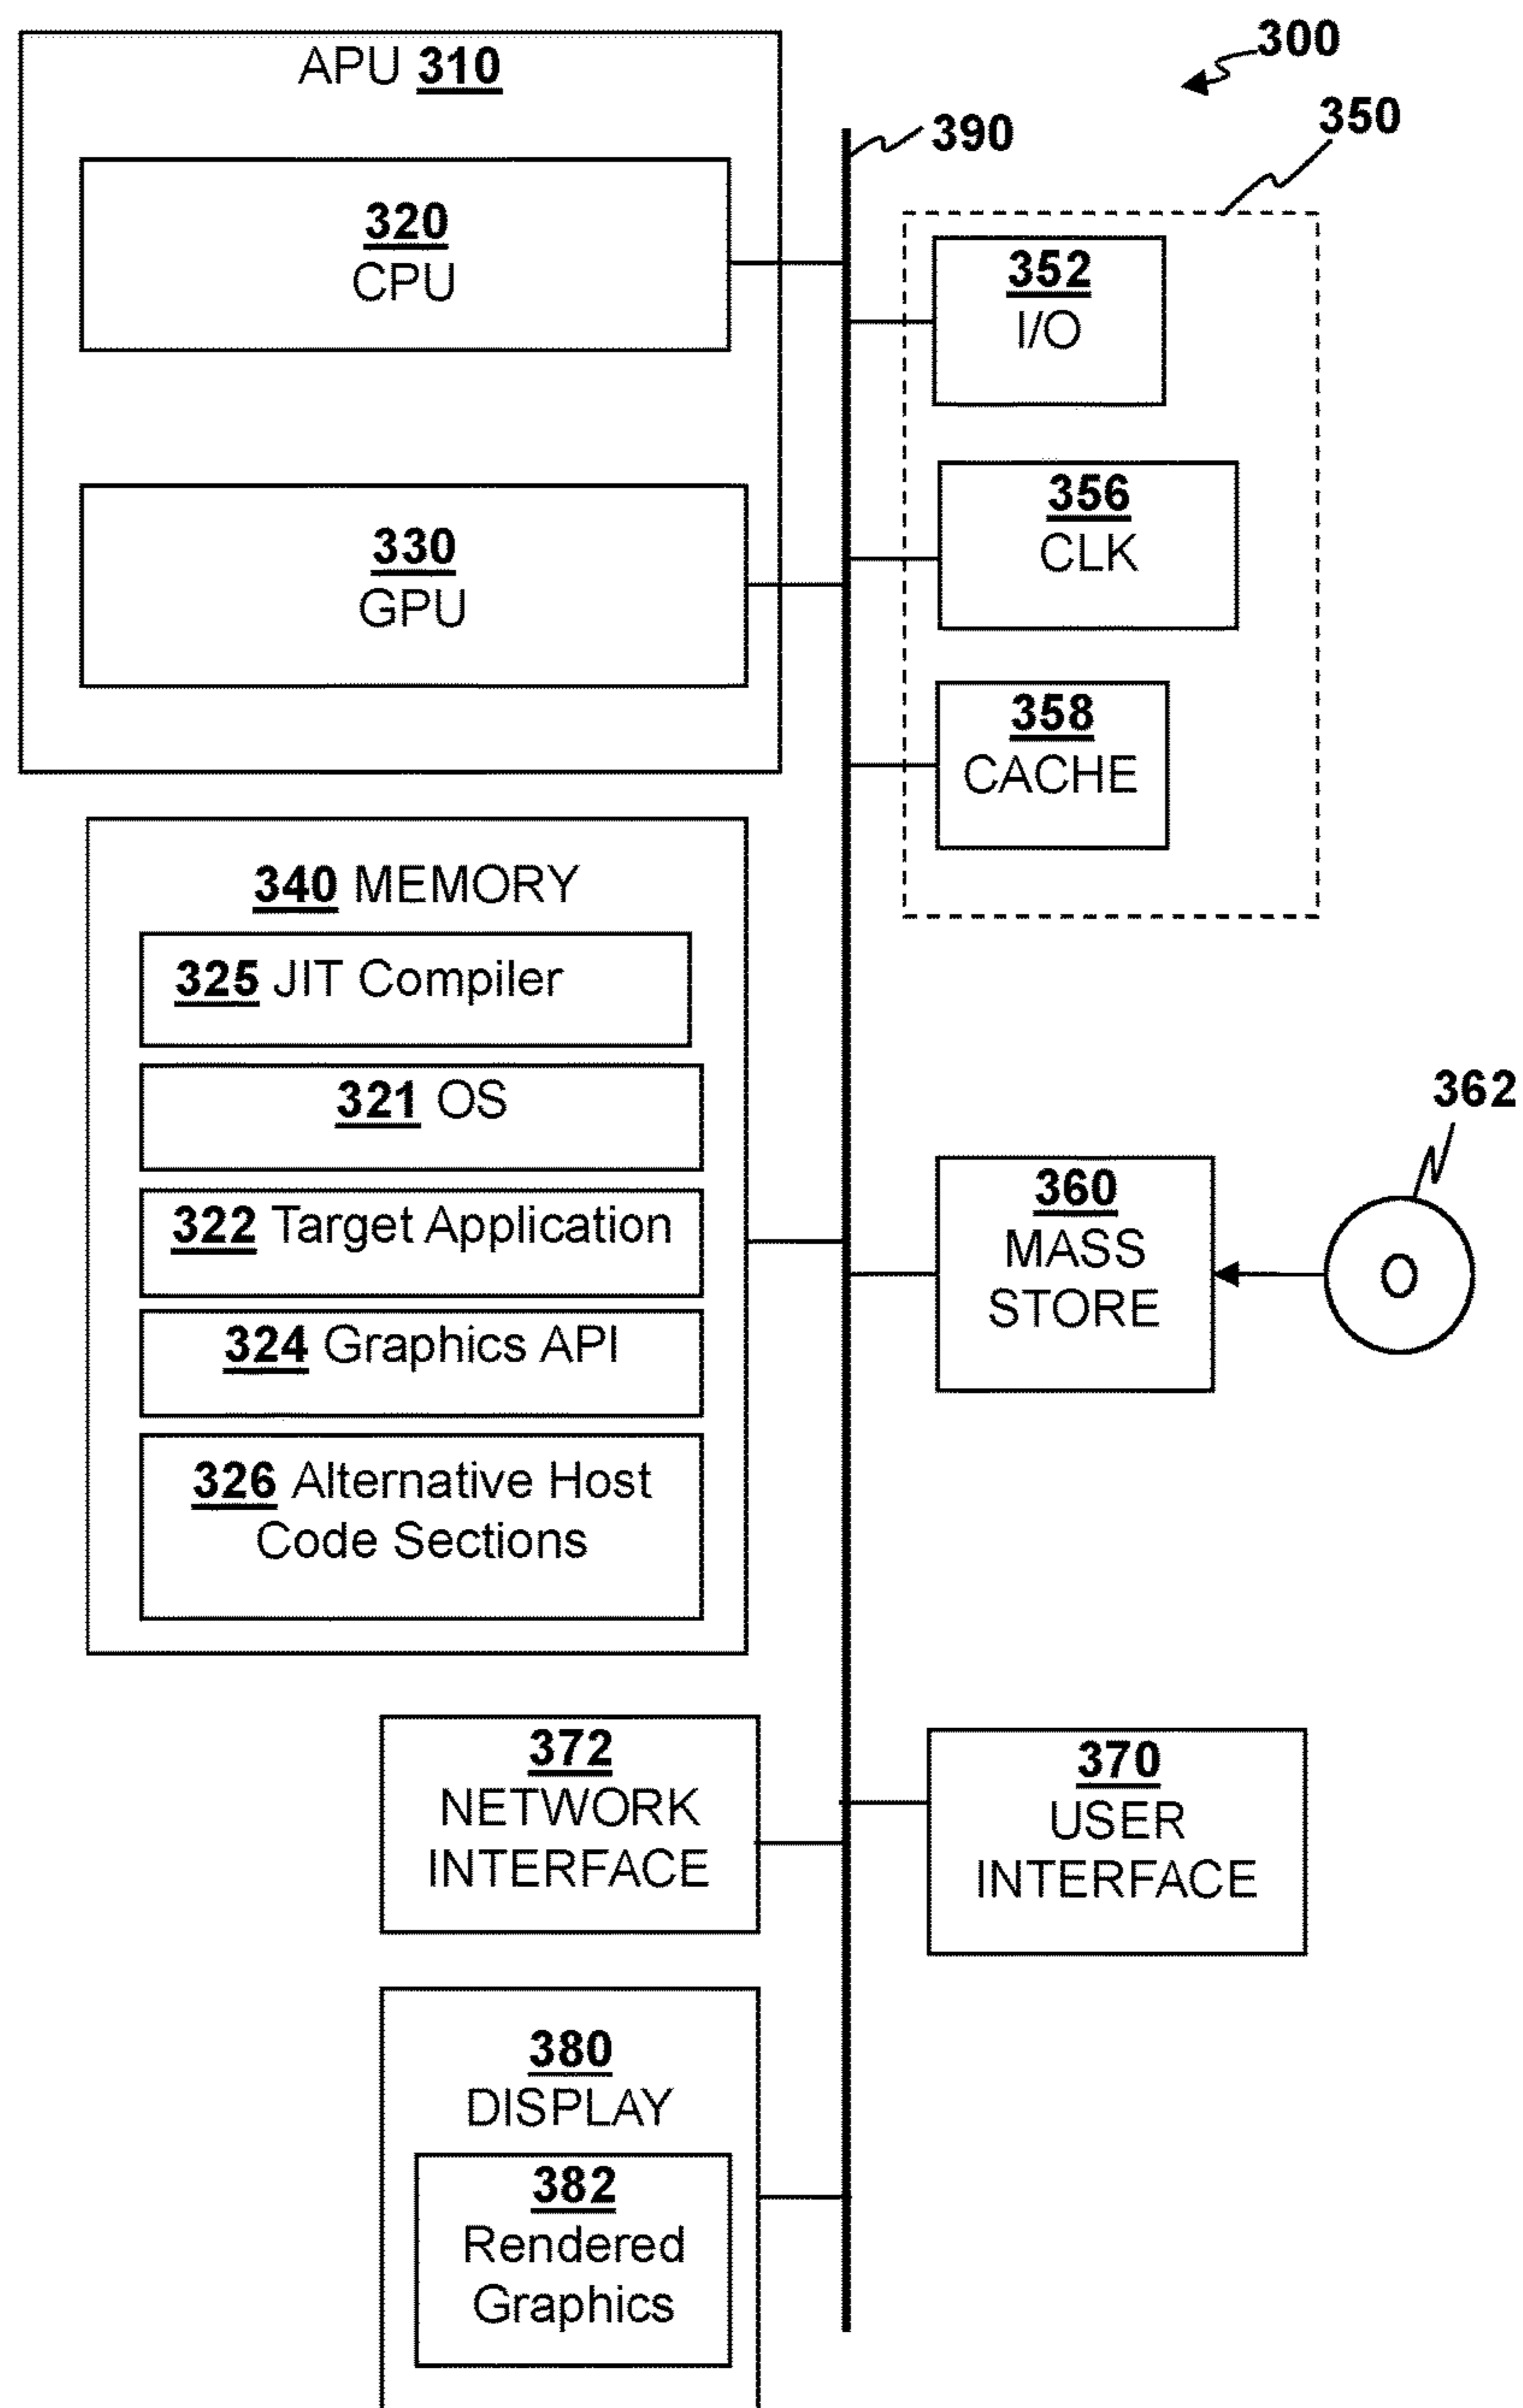 APU 310
300
390
350
320
CPU
352
I/O
356
CLK
330
GPU
358
CACHE
340 MEMORY
325 JIT Compiler
321 OS
322 Target Application
324 Graphics API
326 Alternative Host
Code Sections
362
360
MASS
STORE
372
NETWORK
INTERFACE
370
USER
INTERFACE
380
DISPLAY
382
Rendered
Graphics